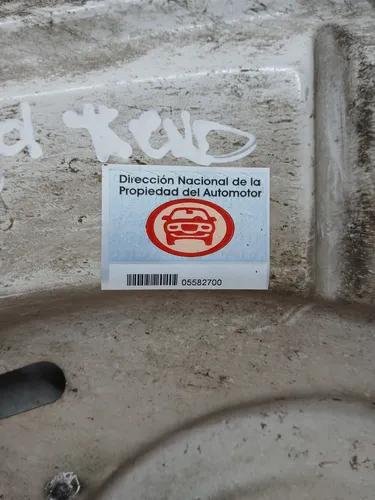 Dirección Nacional de la
Propiedad del Automotor
05582700